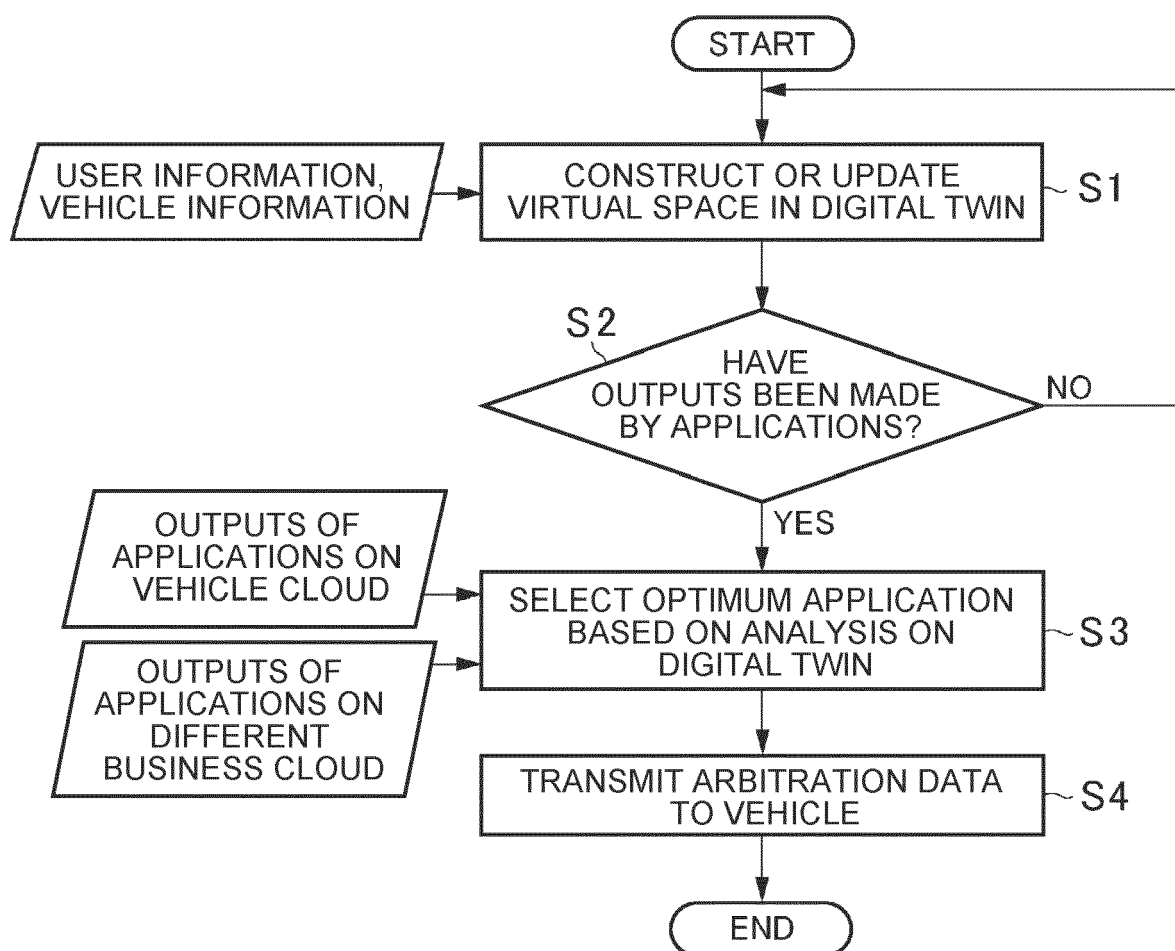 START
USER INFORMATION,
VEHICLE INFORMATION
CONSTRUCT OR UPDATE
VIRTUAL SPACE IN DIGITAL TWIN
S1
S2
HAVE
OUTPUTS BEEN MADE
BY APPLICATIONS?
NO
YES
OUTPUTS OF
APPLICATIONS ON
VEHICLE CLOUD
SELECT OPTIMUM APPLICATION
BASED ON ANALYSIS ON
DIGITAL TWIN
S3
OUTPUTS OF
APPLICATIONS ON
DIFFERENT
BUSINESS CLOUD
TRANSMIT ARBITRATION DATA
TO VEHICLE
S4
END